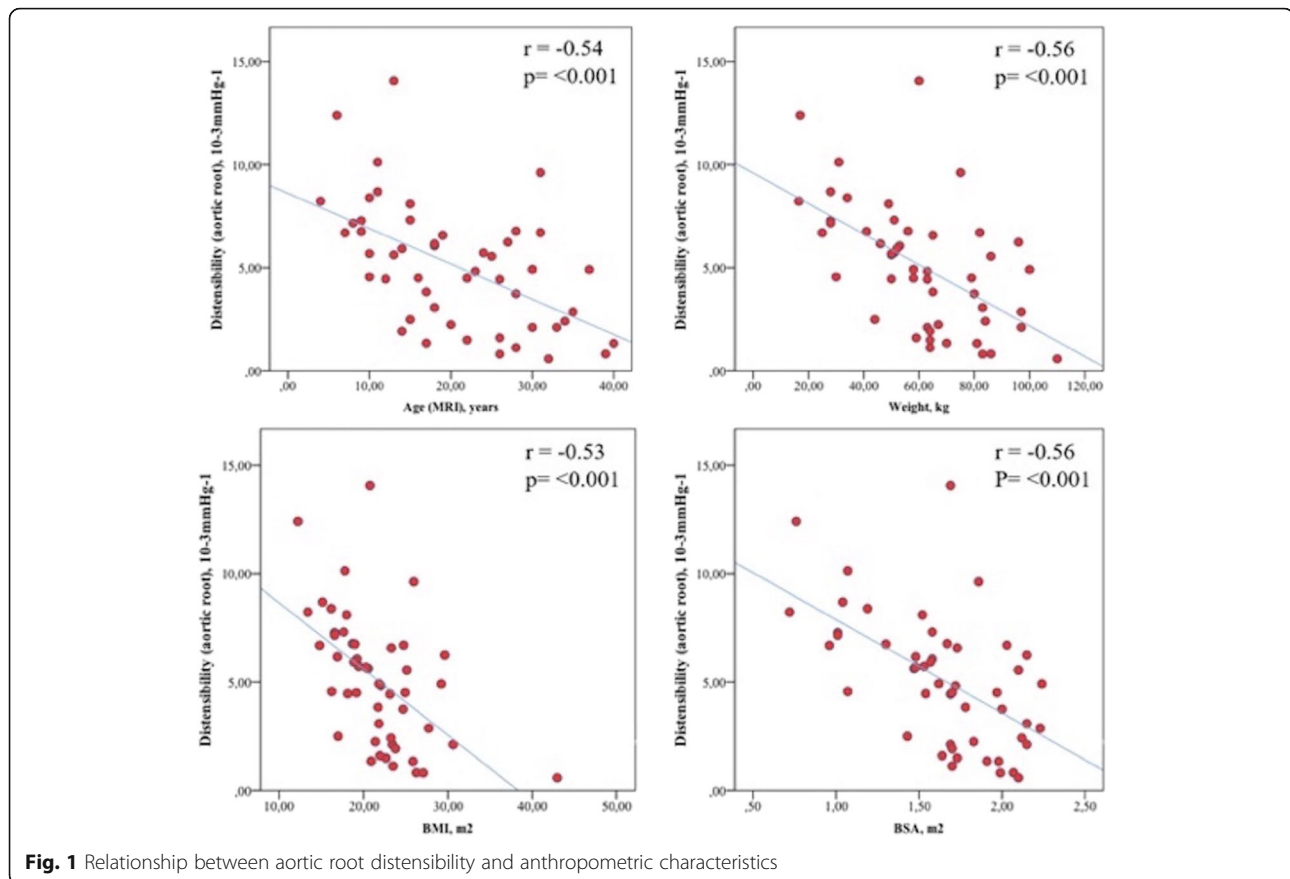 r = -0.54
p= <0.001
Distensibility (aortic root), 10-3mmHg-1
15,00
10,00
5,00
,00
,00
10,00
20,00
30,00
40,00
Age (MRI), years
r = -0.56
p= <0.001
Distensibility (aortic root), 10-3mmHg-1
15,00
10,00
5,00
,00
,00
20,00
40,00
60,00
80,00
100,00
120,00
Weight, kg
r = -0.53
p= <0.001
Distensibility (aortic root), 10-3mmHg-1
15,00
10,00
5,00
,00
10,00
20,00
30,00
40,00
50,00
BMI, m2
r = -0.56
P= <0.001
Distensibility (aortic root), 10-3mmHg-1
15,00
10,00
5,00
,00
,50
1,00
1,50
2,00
2,50
BSA, m2
Fig. 1 Relationship between aortic root distensibility and anthropometric characteristics